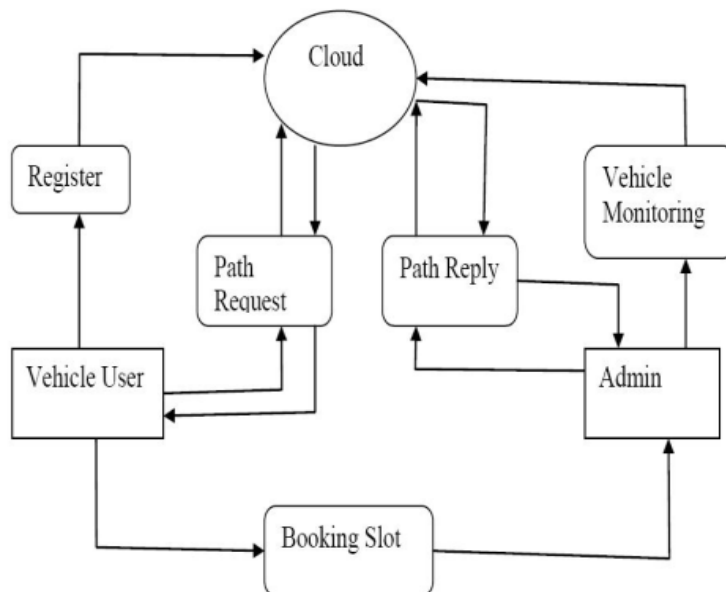 Cloud
Register
Vehicle
Monitoring
Path
Request
Path Reply
Vehicle User
Admin
Booking Slot